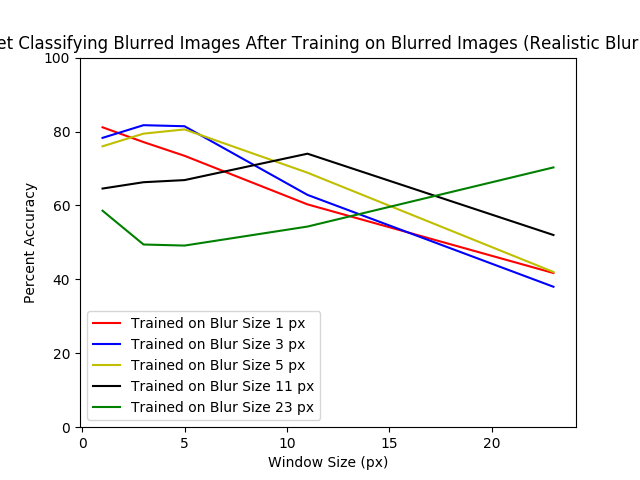 Classifying Blurred Images After Training on Blurred Images (Realistic
100
80
60
40
20
0
Percent Accuracy
Trained on Blur Size 1 px
Trained on Blur Size 3 px
Trained on Blur Size 5 px
Trained on Blur Size 11 px
Trained on Blur Size 23 px
0 5 10 15 20
Window Size (px)